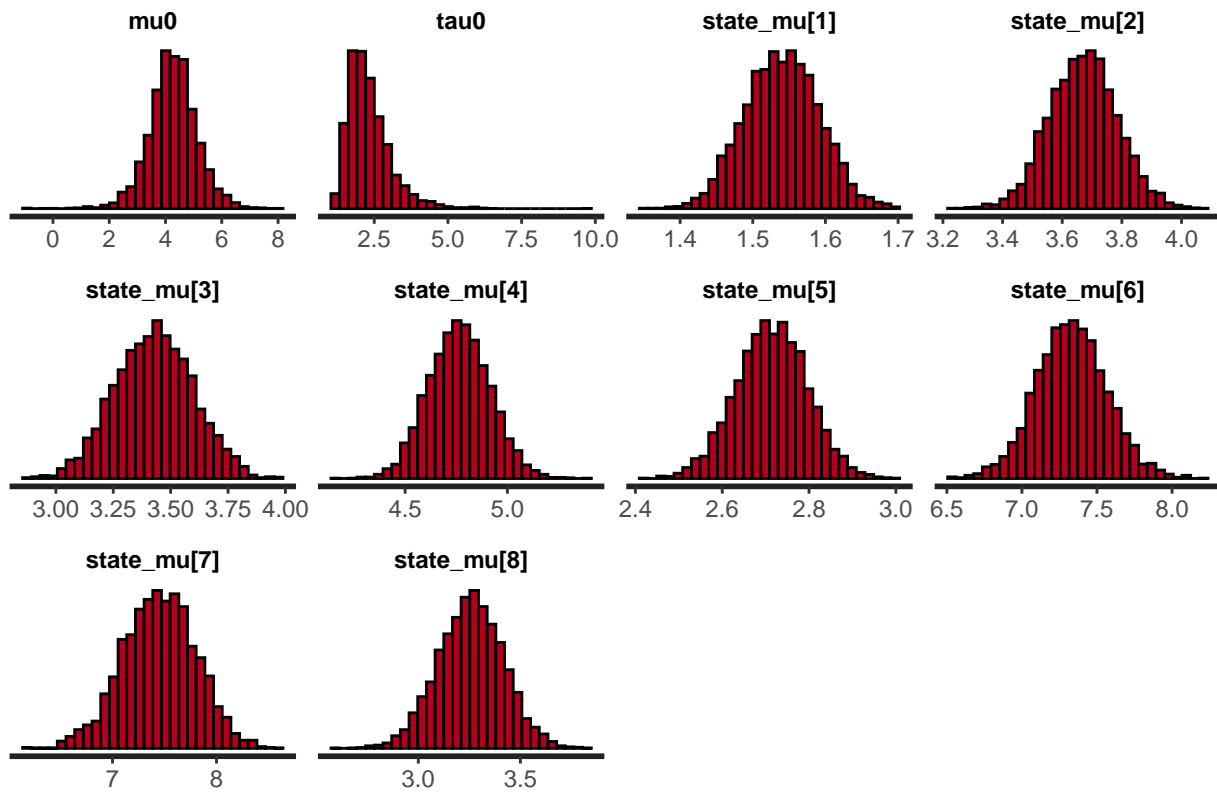 mu0 tau0 state_mu[1] state_mu[2]
0 2 4 6 8 2.5 5.0 7.5 10.0 1.4 1.5 1.6 1.7 3.2 3.4 3.6 3.8 4.0
state_mu[3] state_mu[4] state_mu[5] state_mu[6]
3.00 3.25 3.50 3.75 4.00 4.5 5.0 2.4 2.6 2.8 3.0 6.5 7.0 7.5 8.0
state_mu[7] state_mu[8]
7 8 3.0 3.5